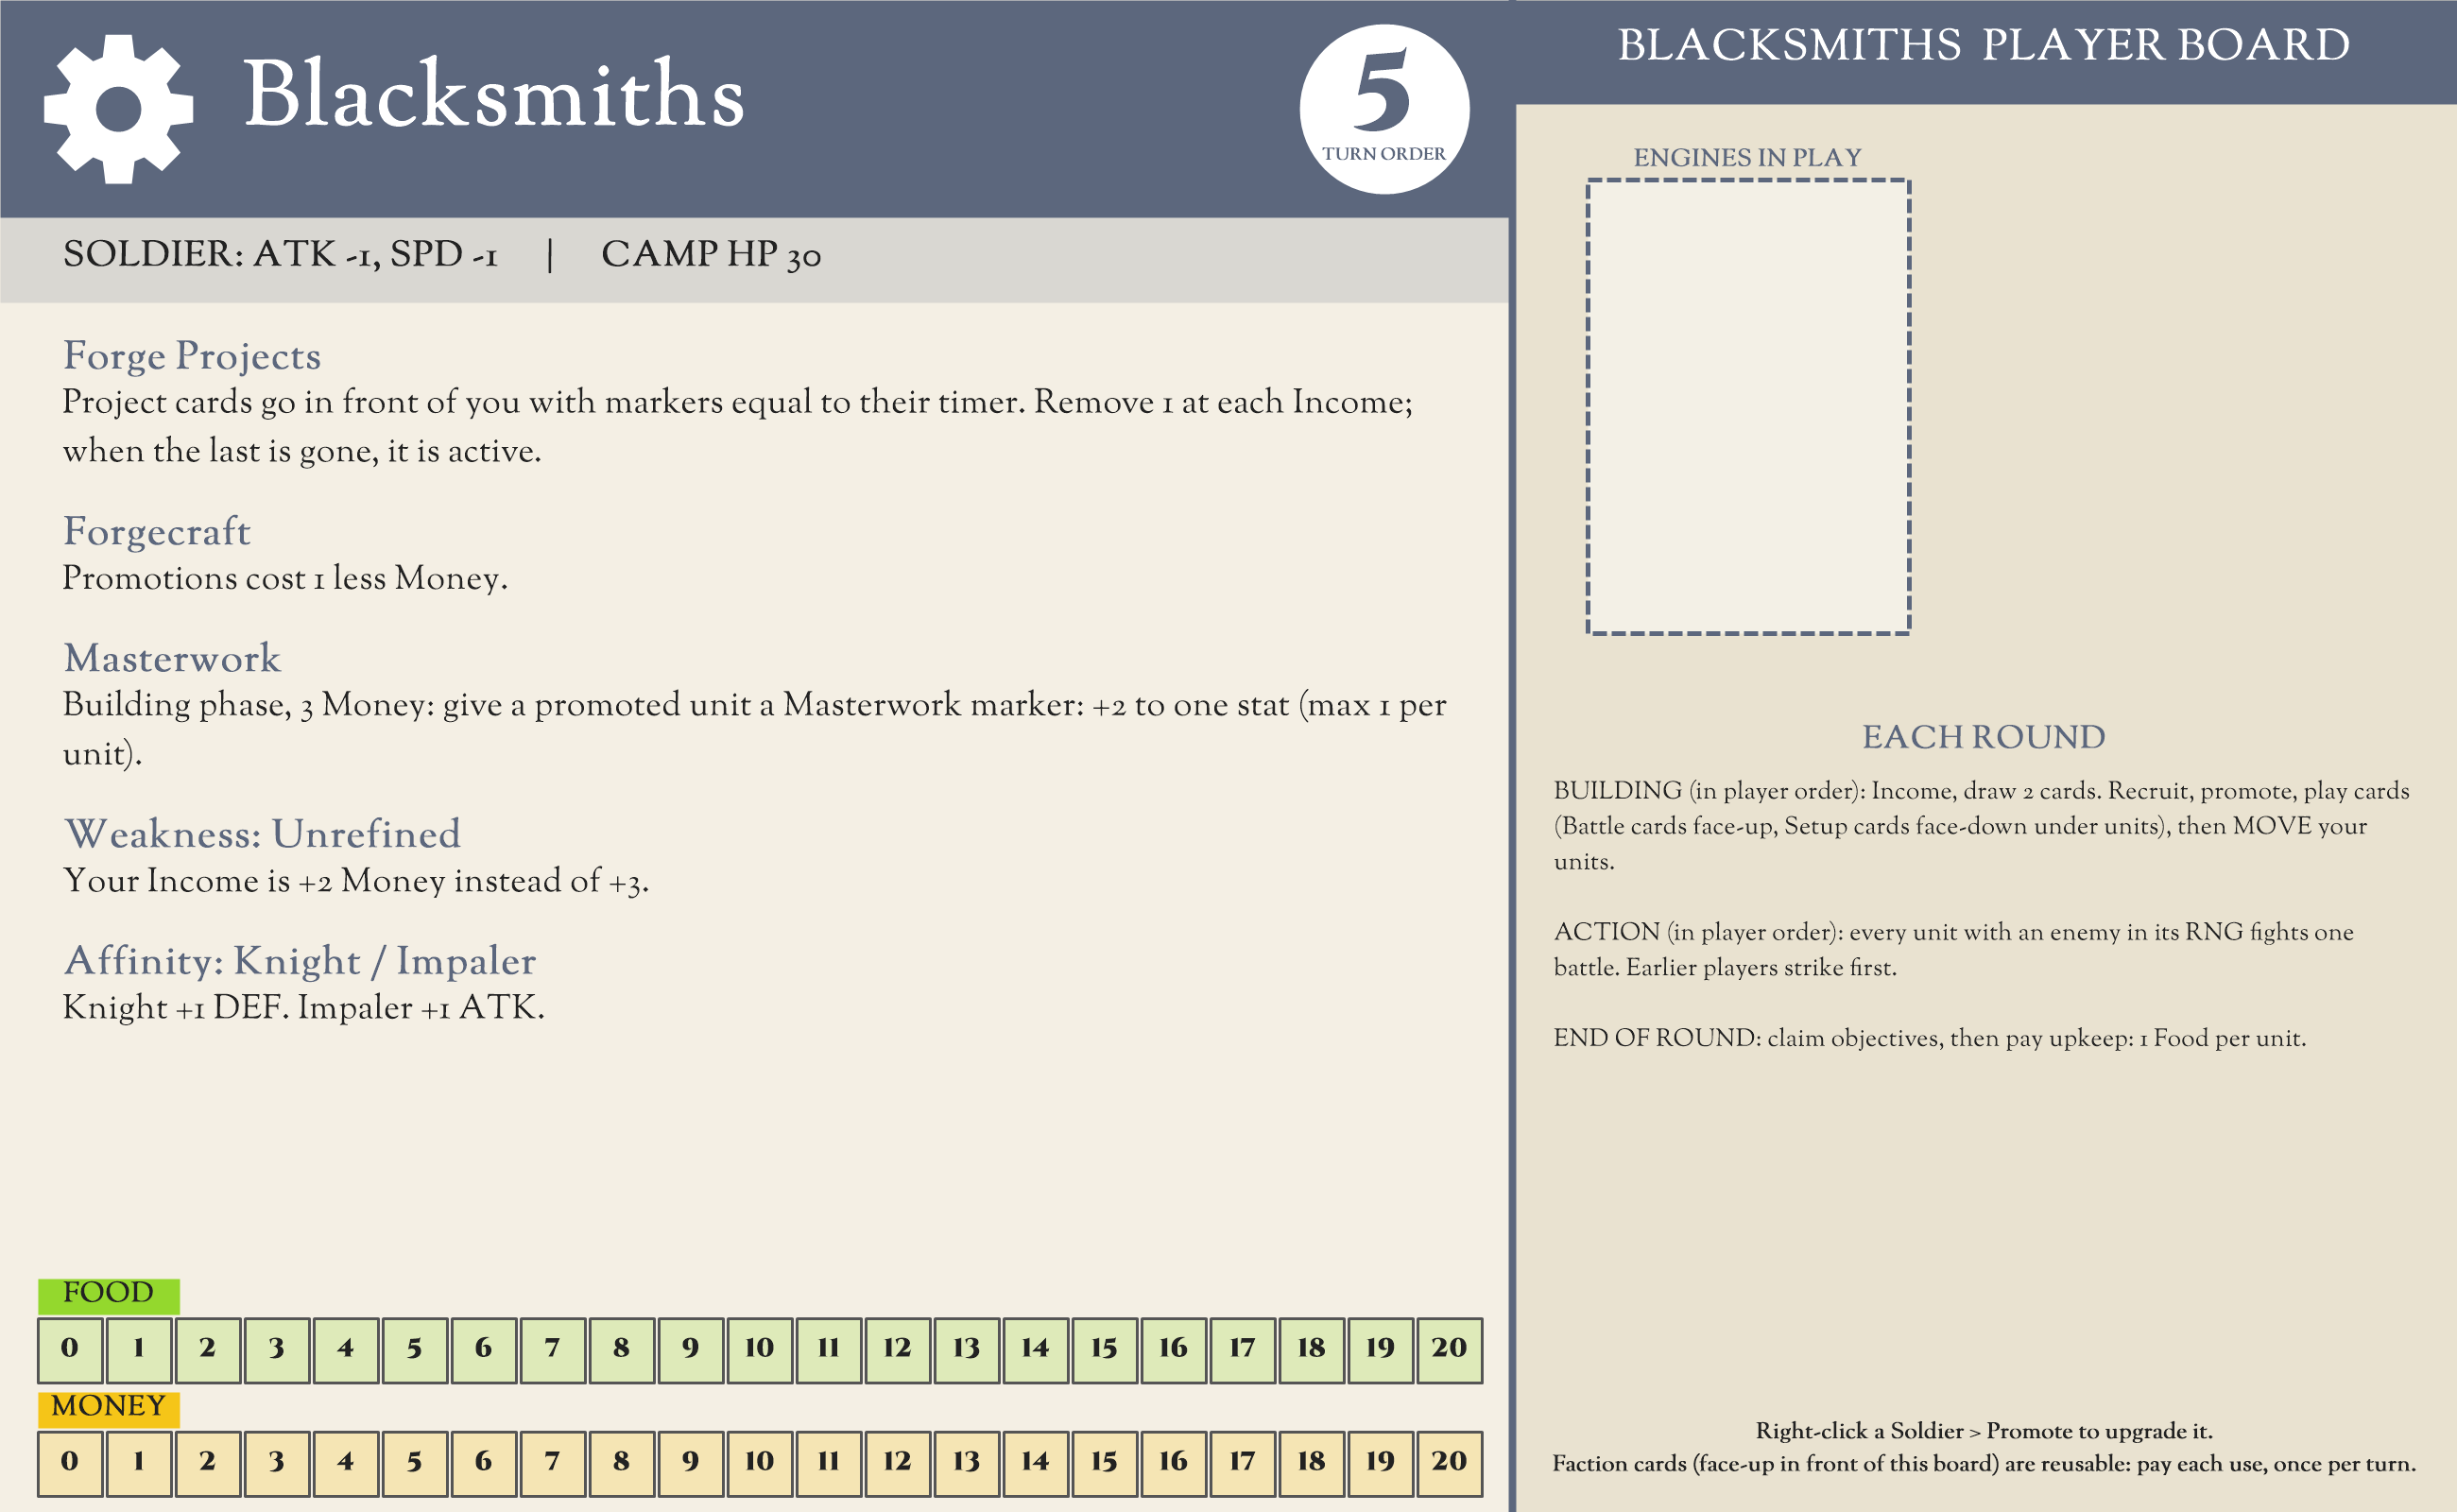 Blacksmiths
5
TURN ORDER
SOLDIER: ATK -1, SPD -1 | CAMP HP 30
Forge Projects
Project cards go in front of you with markers equal to their timer. Remove 1 at each Income;
when the last is gone, it is active.
Forgecraft
Promotions cost 1 less Money.
Masterwork
Building phase, 3 Money: give a promoted unit a Masterwork marker: +2 to one stat (max 1 per
unit).
Weakness: Unrefined
Your Income is +2 Money instead of +3.
Affinity: Knight / Impaler
Knight +1 DEF. Impaler +1 ATK.
FOOD
0 1 2 3 4 5 6 7 8 9 10 11 12 13 14 15 16 17 18 19 20
MONEY
0 1 2 3 4 5 6 7 8 9 10 11 12 13 14 15 16 17 18 19 20
BLACKSMITHS PLAYER BOARD
ENGINES IN PLAY
EACH ROUND
BUILDING (in player order): Income, draw 2 cards. Recruit, promote, play cards
(Battle cards face-up, Setup cards face-down under units), then MOVE your
units.
ACTION (in player order): every unit with an enemy in its RNG fights one
battle. Earlier players strike first.
END OF ROUND: claim objectives, then pay upkeep: 1 Food per unit.
Right-click a Soldier > Promote to upgrade it.
Faction cards (face-up in front of this board) are reusable: pay each use, once per turn.